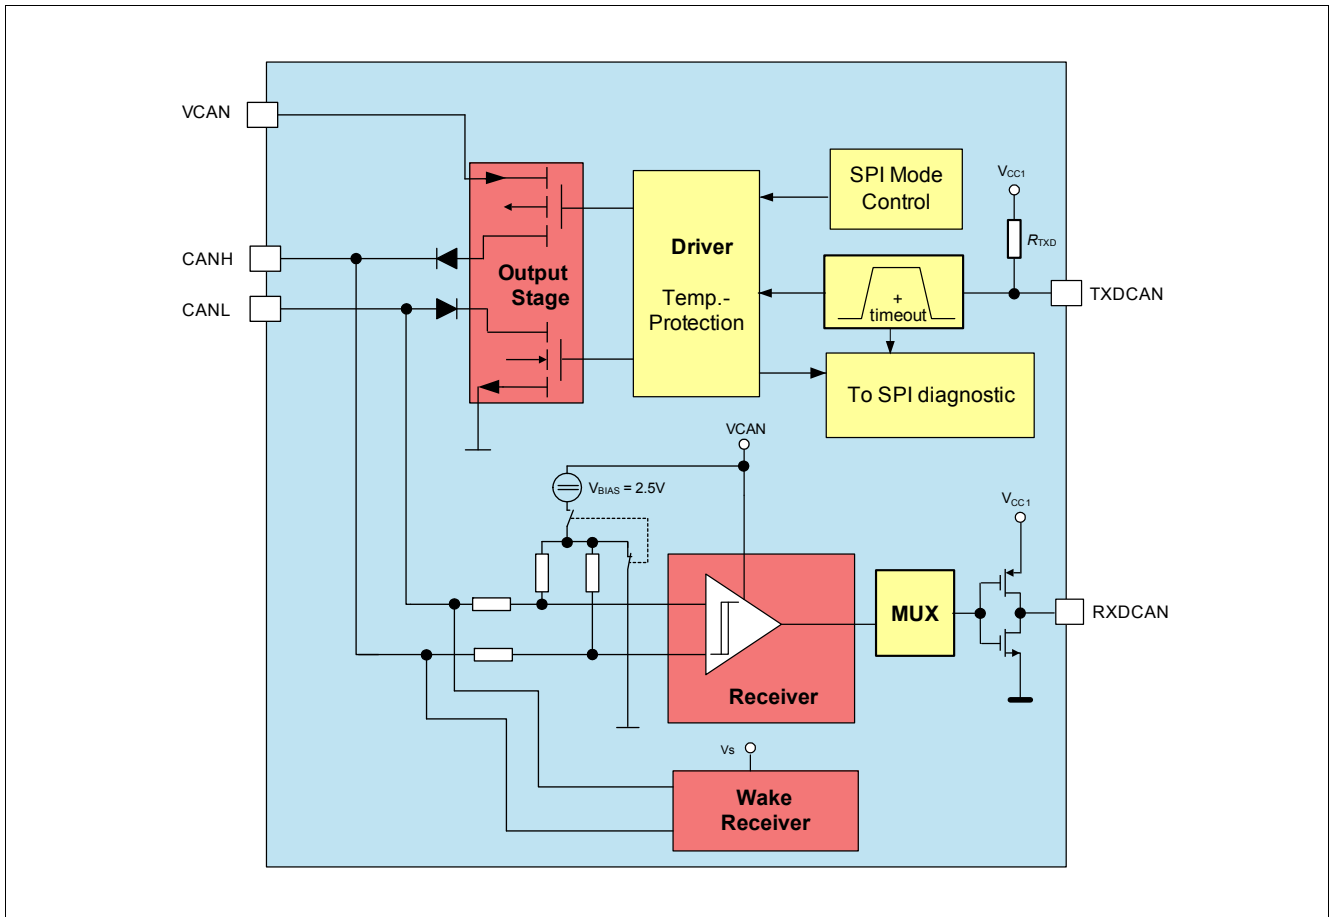 VCAN
SPI Mode
Control
VCC1
RTXD
Driver
CANH
Output
Stage
CANL
Temp.-
Protection
+
timeout
TXDCAN
To SPI diagnostic
VCAN
VBIAS = 2.5V
VCC1
MUX
RXDCAN
Receiver
Vs
Wake
Receiver